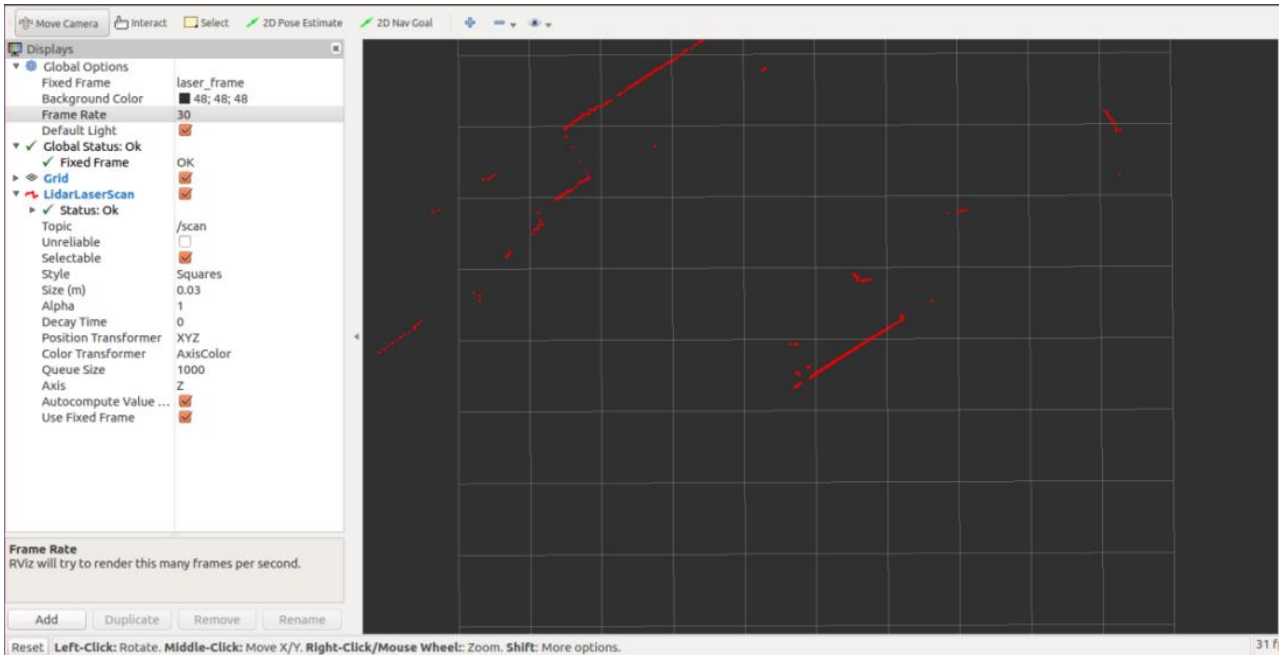 Move Camera Interact Select 2D Pose Estimate 2D Nav Goal
Displays
Global Options
Fixed Frame laser_frame
Background Color 48; 48; 48
Frame Rate 30
Default Light
Global Status: Ok
Fixed Frame OK
Grid
LidarLaserScan
Status: Ok
Topic /scan
Unreliable
Selectable
Style Squares
Size (m) 0.03
Alpha 1
Decay Time 0
Position Transformer XYZ
Color Transformer AxisColor
Queue Size 1000
Axis Z
Autocompute Value ...
Use Fixed Frame
Frame Rate
RViz will try to render this many frames per second.
Add Duplicate Remove Rename
Reset Left-Click: Rotate. Middle-Click: Move X/Y. Right-Click/Mouse Wheel:: Zoom. Shift: More options. 31 f